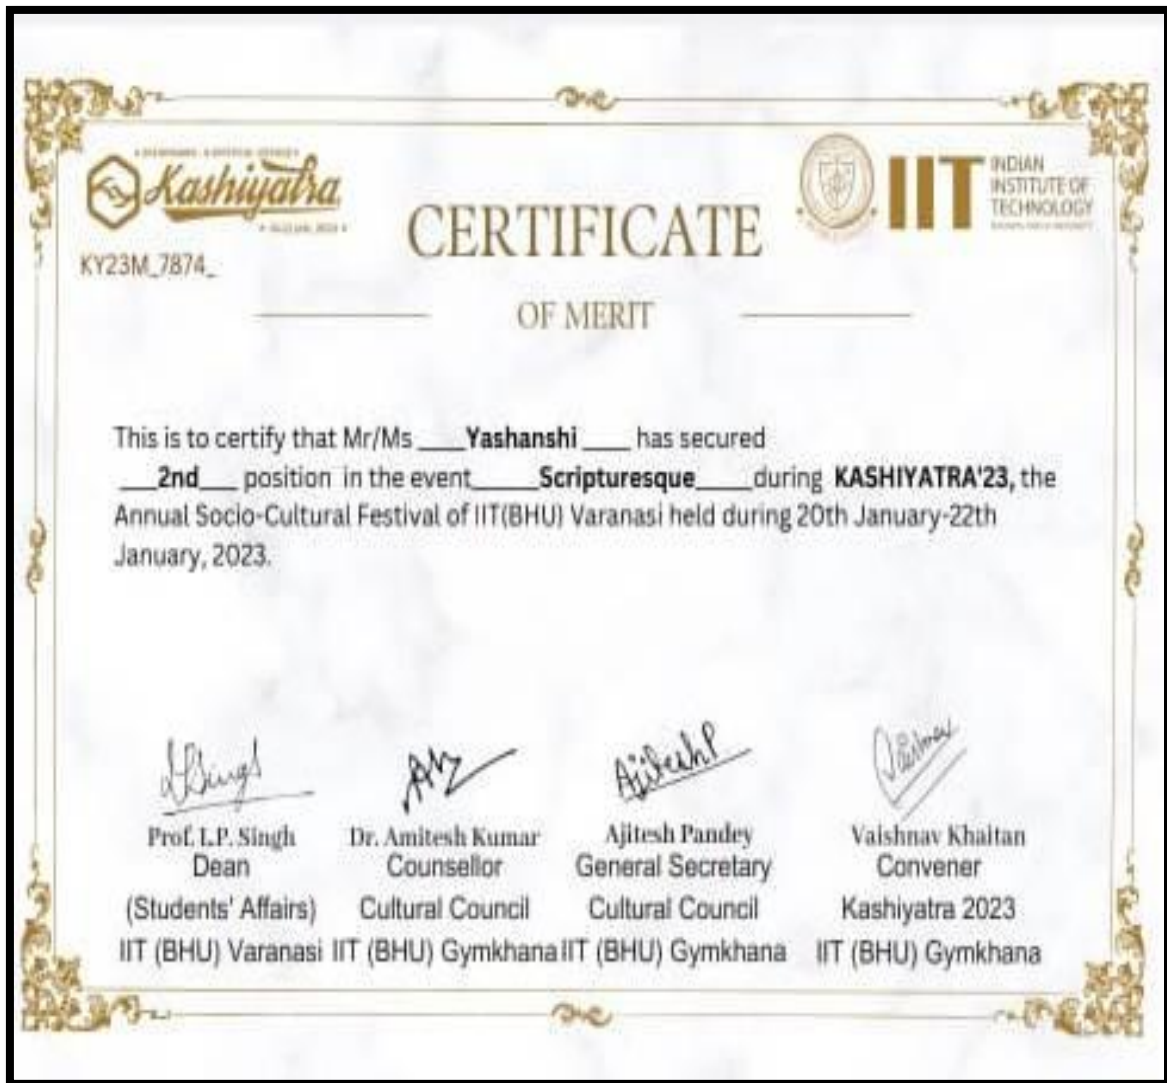 Kashiyatra
IIT
INDIAN
INSTITUTE OF
TECHNOLOGY
KY23M_7874_
CERTIFICATE
OF MERIT
This is to certify that Mr/Ms ____Yashanshi____ has secured
___2nd___ position in the event_____Scripturesque____during KASHIYATRA'23, the
Annual Socio-Cultural Festival of IIT(BHU) Varanasi held during 20th January-22th
January, 2023.
Prof. L.P. Singh
Dean
(Students' Affairs)
IIT (BHU) Varanasi
Dr. Amitesh Kumar
Counsellor
Cultural Council
IIT (BHU) Gymkhana
AjiteshP
Ajitesh Pandey
General Secretary
Cultural Council
IIT (BHU) Gymkhana
Vaishnav Khaitan
Convener
Kashiyatra 2023
IIT (BHU) Gymkhana